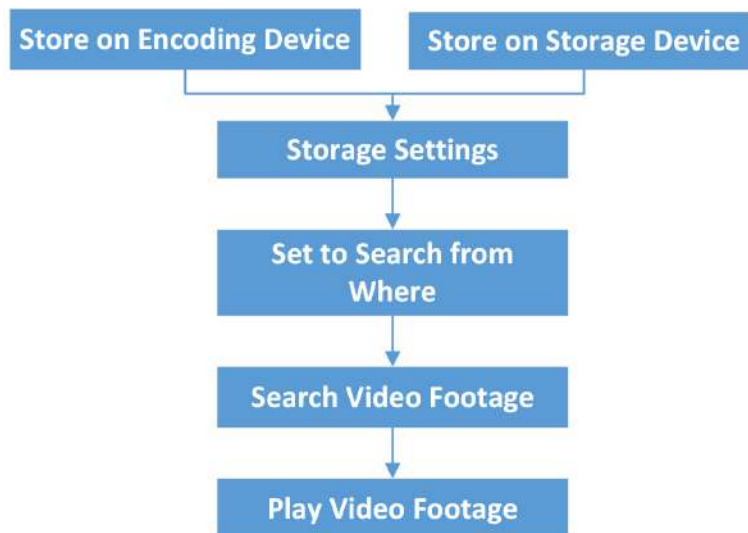 Store on Encoding Device
Store on Storage Device
Storage Settings
Set to Search from
Where
Search Video Footage
Play Video Footage